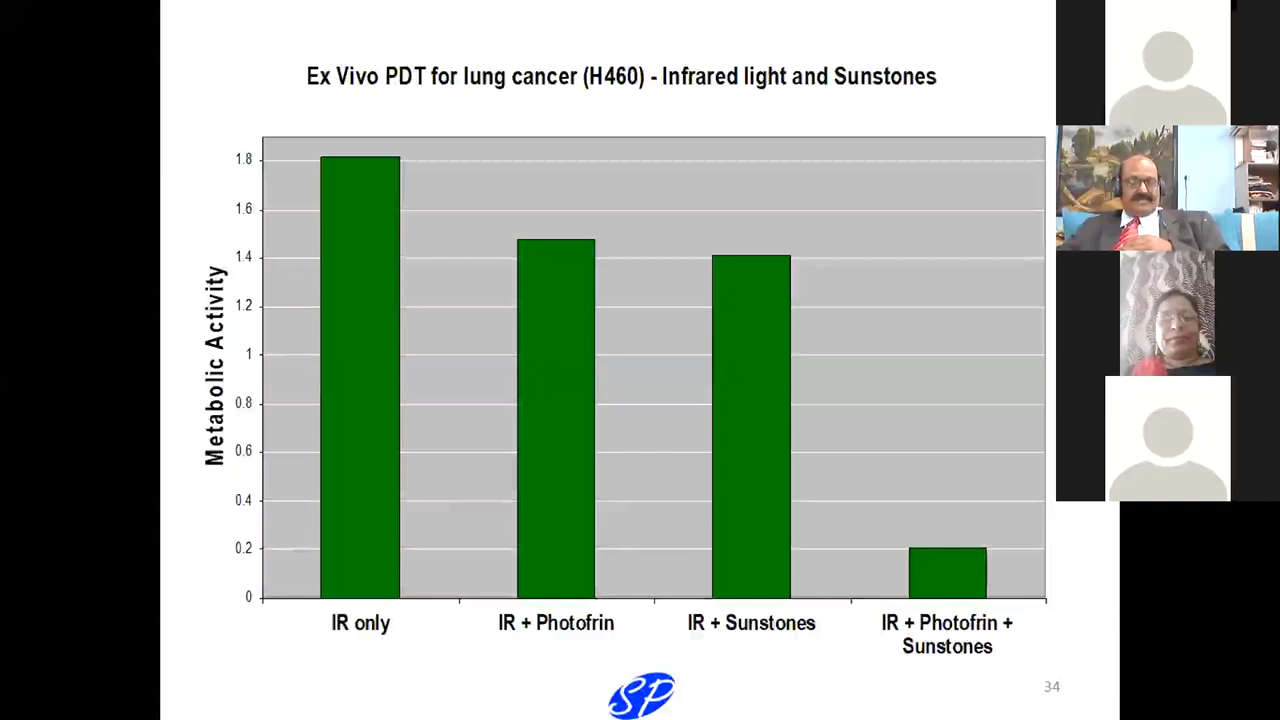 Ex Vivo PDT for lung cancer (H460) - Infrared light and Sunstones
Metabolic Activity
1.8
1.6
1.4
1.2
1
0.8
0.6
0.4
0.2
0
IR only
IR + Photofrin
IR + Sunstones
IR + Photofrin +
Sunstones
SP
34